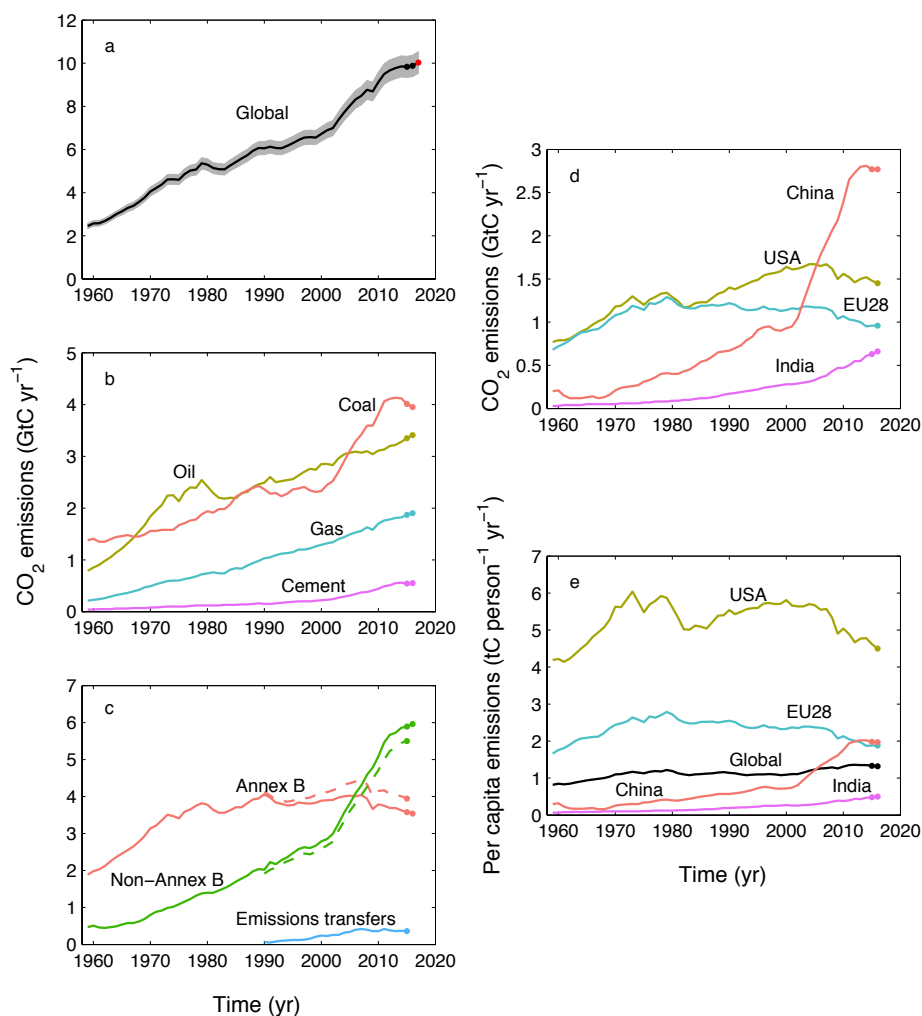 a
12
10
8
6
4
2
0
Global
1960 1970 1980 1990 2000 2010 2020
b
5
4
3
2
1
0
Coal
Oil
Gas
Cement
1960 1970 1980 1990 2000 2010 2020
CO₂ emissions (GtC yr⁻¹)
c
7
6
5
4
3
2
1
0
Annex B
Non−Annex B
Emissions transfers
1960 1970 1980 1990 2000 2010 2020
Time (yr)
d
3
2.5
2
1.5
1
0.5
0
China
USA
EU28
India
1960 1970 1980 1990 2000 2010 2020
CO₂ emissions (GtC yr⁻¹)
e
7
6
5
4
3
2
1
0
USA
EU28
Global
China
India
1960 1970 1980 1990 2000 2010 2020
Per capita emissions (tC person⁻¹ yr⁻¹)
Time (yr)